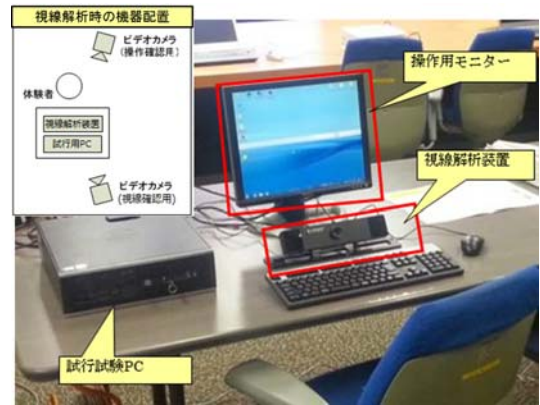 視線解析時の機器配置
ビデオカメラ
(操作確認用)
体験者
視線解析装置
試行用PC
ビデオカメラ
(視線確認用)
操作用モニター
視線解析装置
試行試験PC